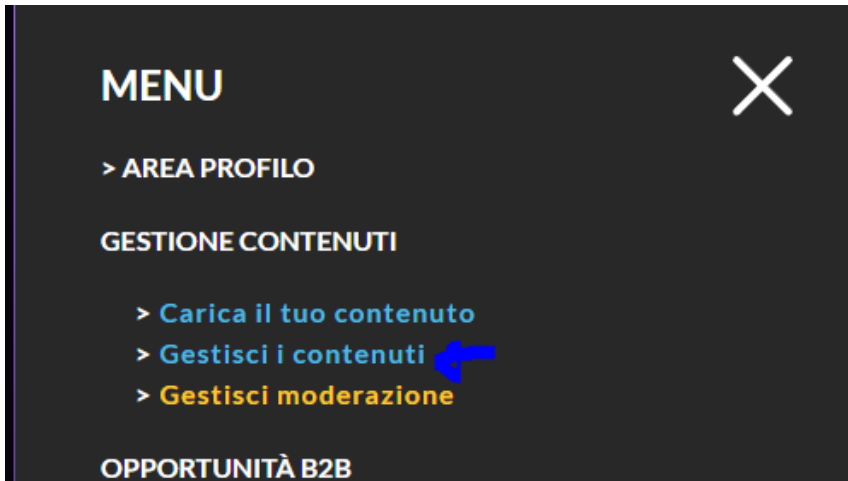 MENU
> AREA PROFILO
GESTIONE CONTENUTI
> Carica il tuo contenuto
> Gestisci i contenuti
> Gestisci moderazione
OPPORTUNITÀ B2B